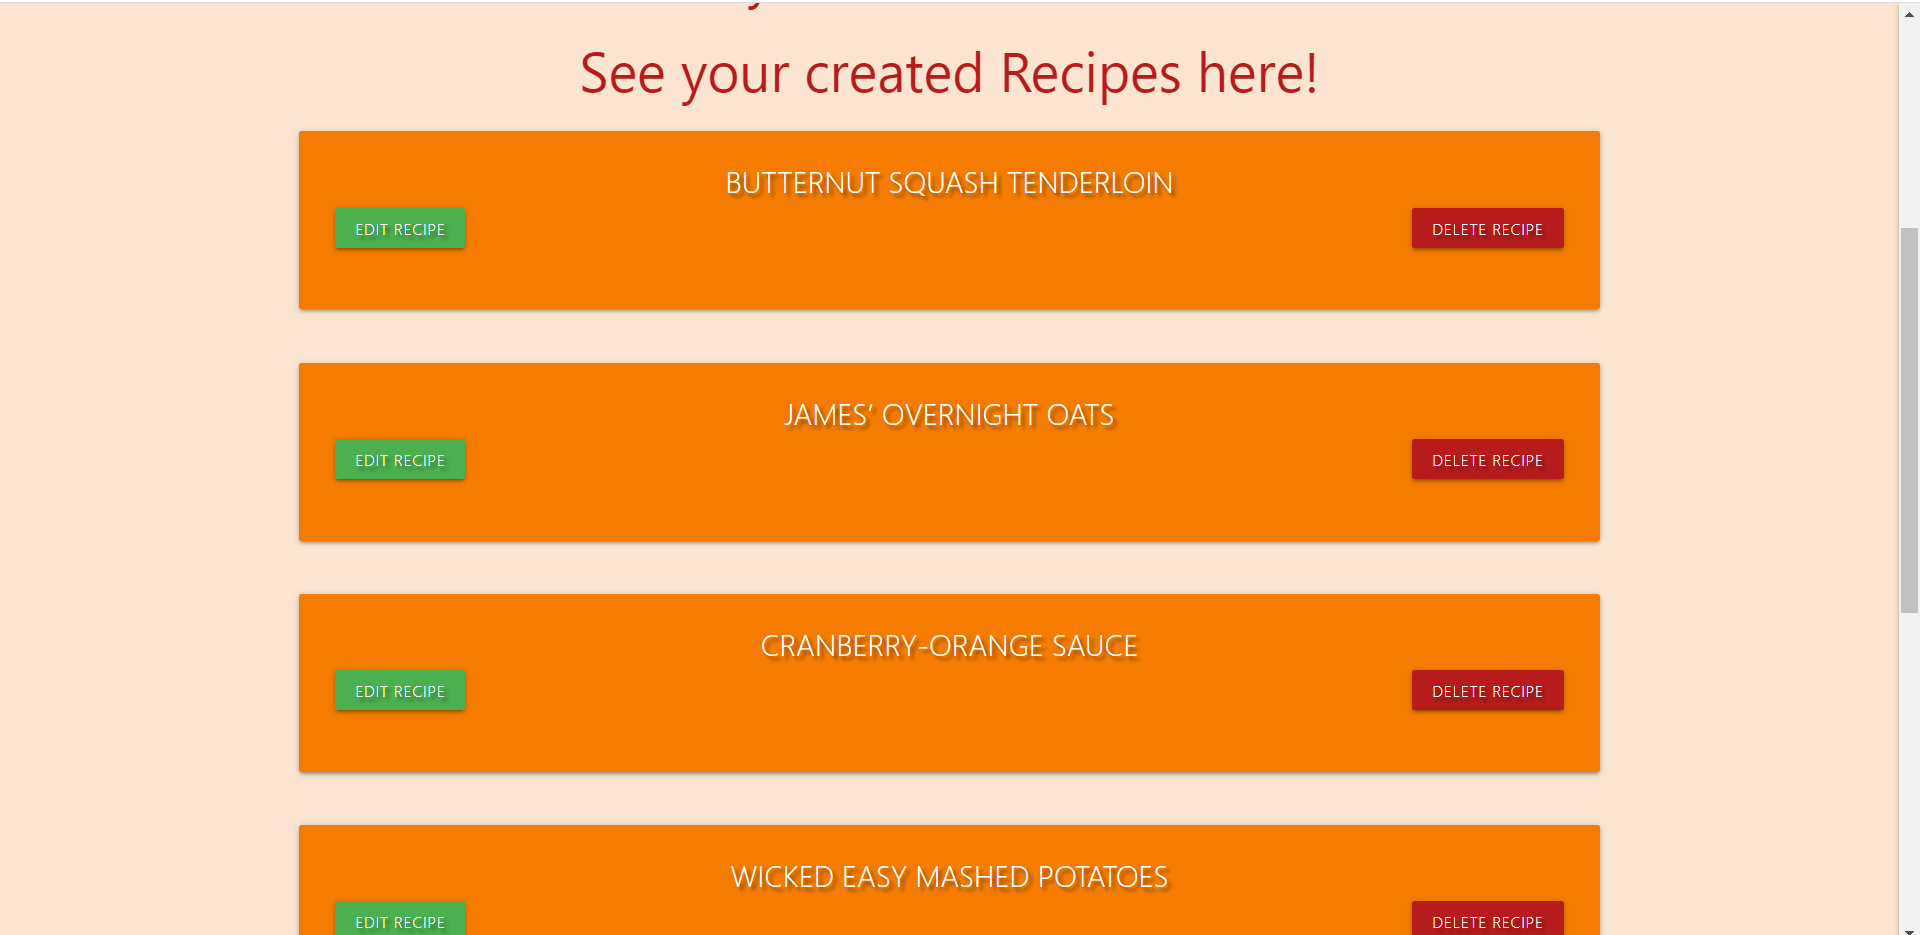 See your created Recipes here!
BUTTERNUT SQUASH TENDERLOIN
EDIT RECIPE
DELETE RECIPE
JAMES’ OVERNIGHT OATS
EDIT RECIPE
DELETE RECIPE
CRANBERRY-ORANGE SAUCE
EDIT RECIPE
DELETE RECIPE
WICKED EASY MASHED POTATOES
EDIT RECIPE
DELETE RECIPE